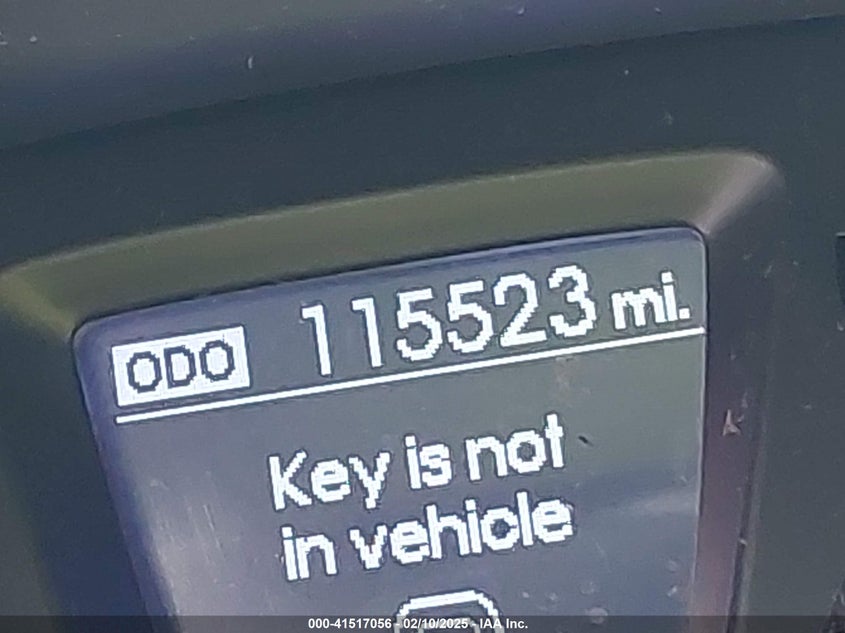 ODO 115523 mi.
Key is not
in vehicle
000-41517056 - 02/10/2025 - IAA Inc.